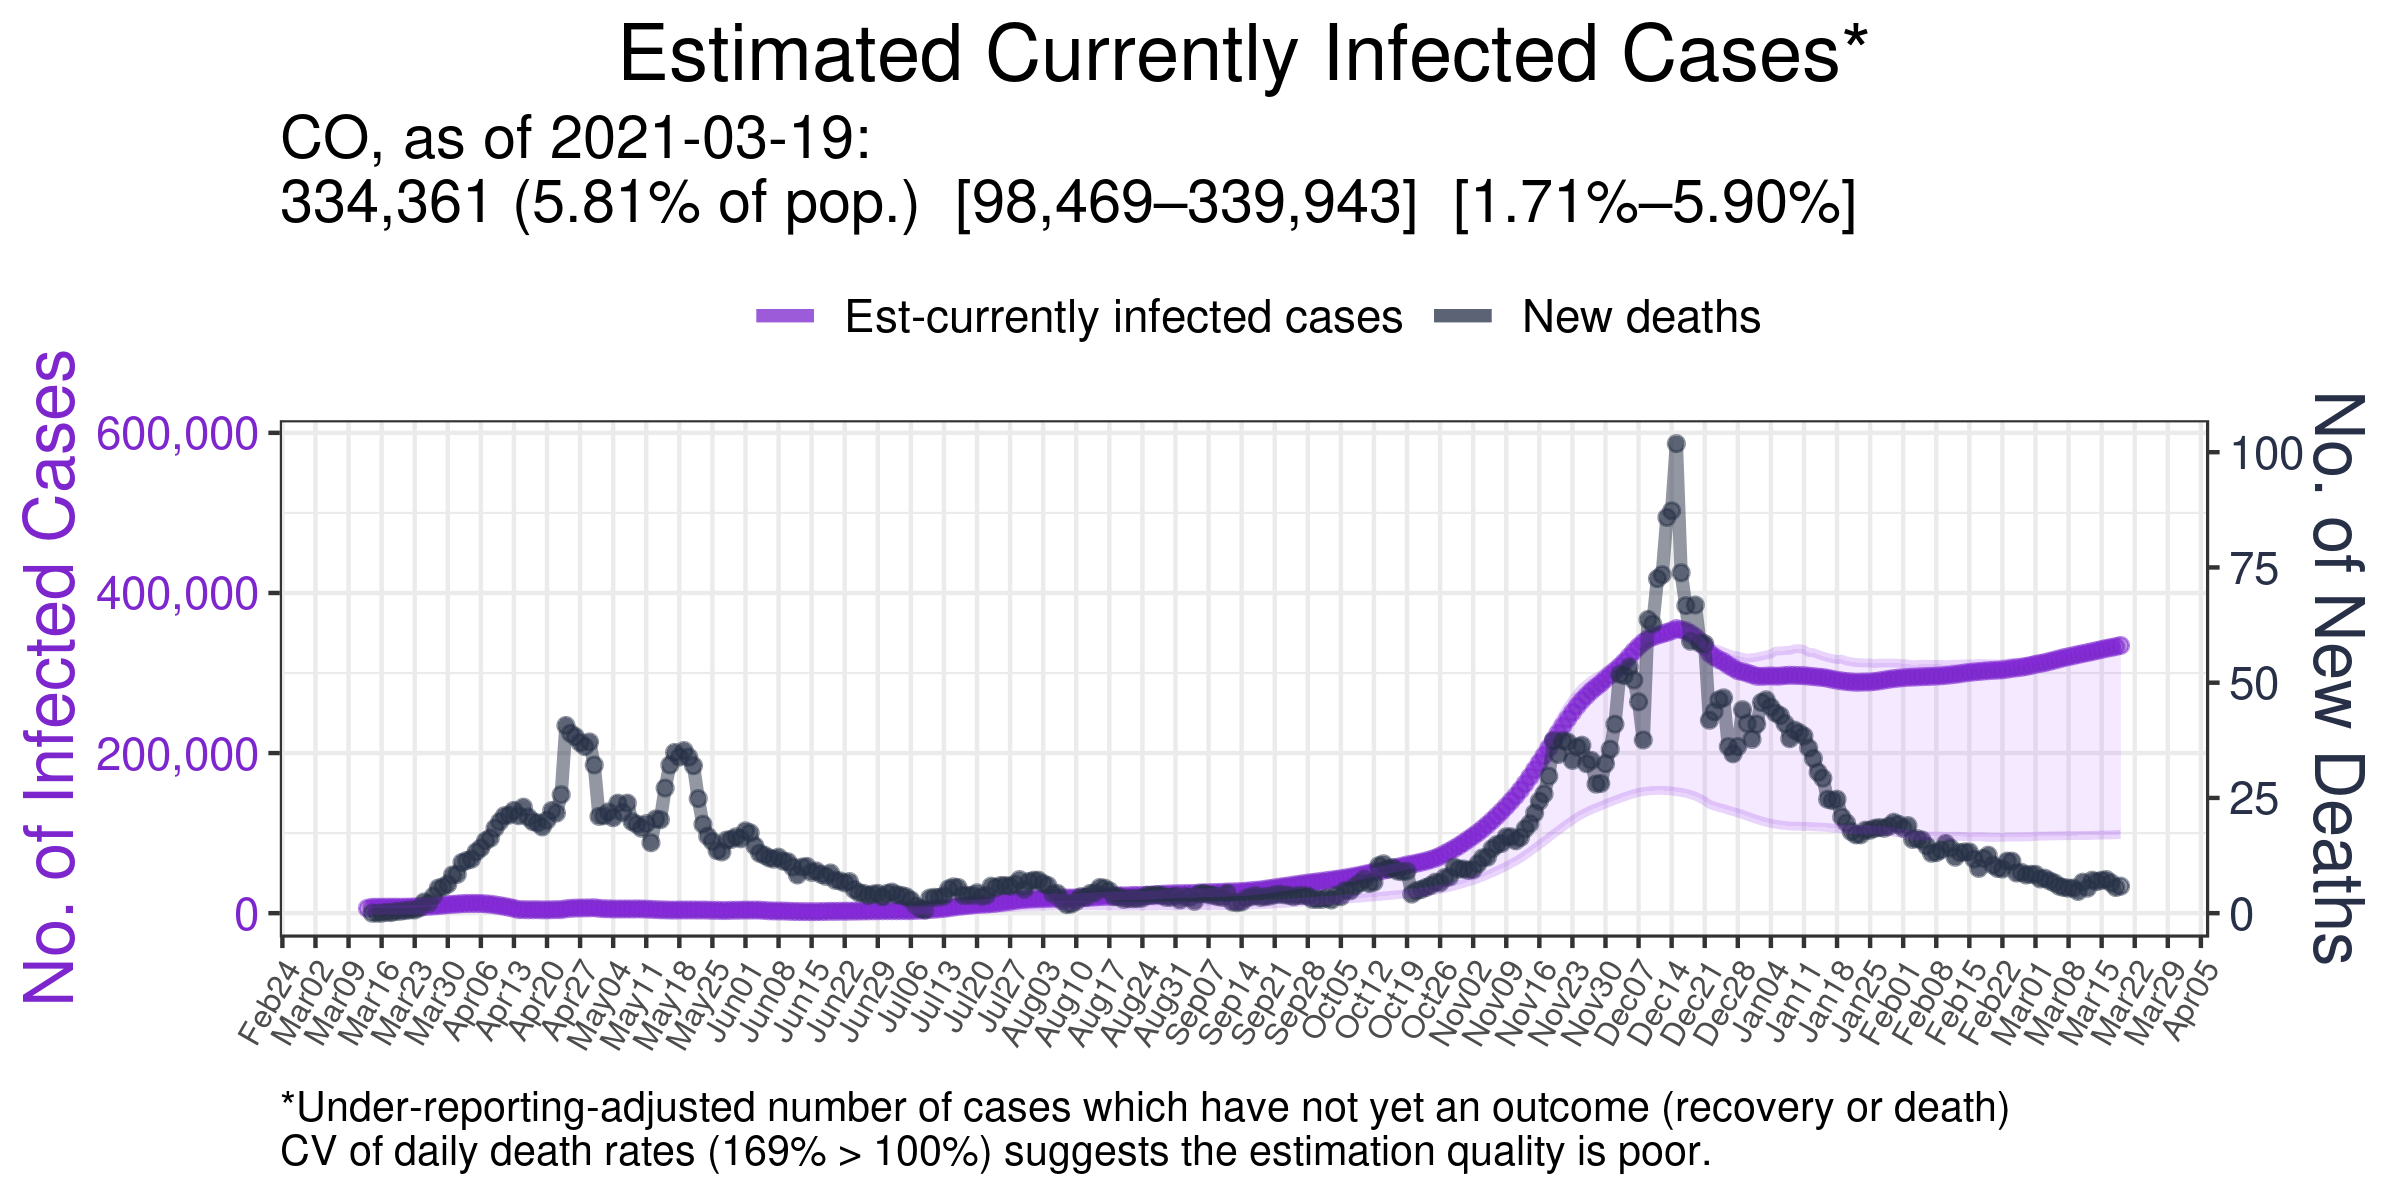 Estimated Currently Infected Cases*
CO, as of 2021-03-19:
334,361 (5.81% of pop.)  [98,469–339,943]  [1.71%–5.90%]
Est-currently infected cases
New deaths
No. of Infected Cases
600,000
400,000
200,000
0
100
75
50
25
0
No. of New Deaths
Feb24
Mar02
Mar09
Mar16
Mar23
Mar30
Apr06
Apr13
Apr20
Apr27
May04
May11
May18
May25
Jun01
Jun08
Jun15
Jun22
Jun29
Jul06
Jul13
Jul20
Jul27
Aug03
Aug10
Aug17
Aug24
Aug31
Sep07
Sep14
Sep21
Sep28
Oct05
Oct12
Oct19
Oct26
Nov02
Nov09
Nov16
Nov23
Nov30
Dec07
Dec14
Dec21
Dec28
Jan04
Jan11
Jan18
Jan25
Feb01
Feb08
Feb15
Feb22
Mar01
Mar08
Mar15
Mar22
Mar29
Apr05
*Under-reporting-adjusted number of cases which have not yet an outcome (recovery or death)
CV of daily death rates (169% > 100%) suggests the estimation quality is poor.